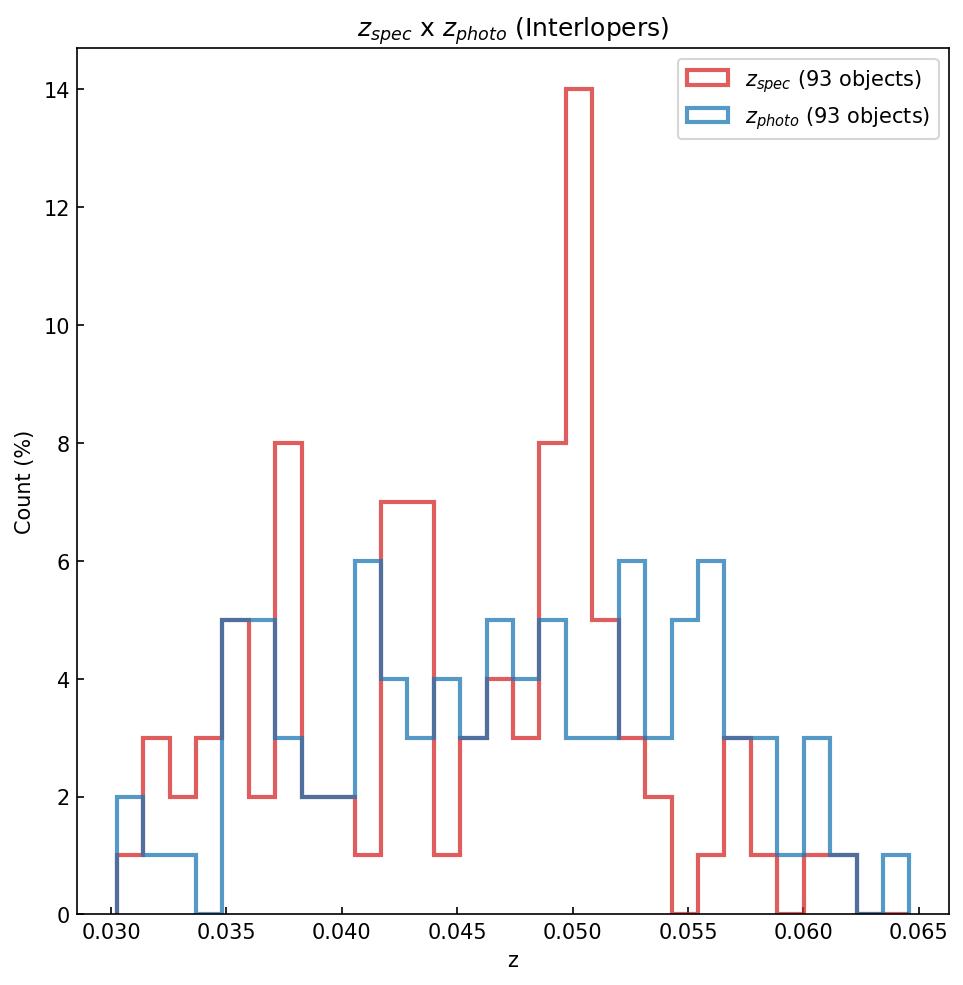 z_spec x z_photo (Interlopers)
z_spec (93 objects)
z_photo (93 objects)
Count (%)
14
12
10
8
6
4
2
0
0.030 0.035 0.040 0.045 0.050 0.055 0.060 0.065
z